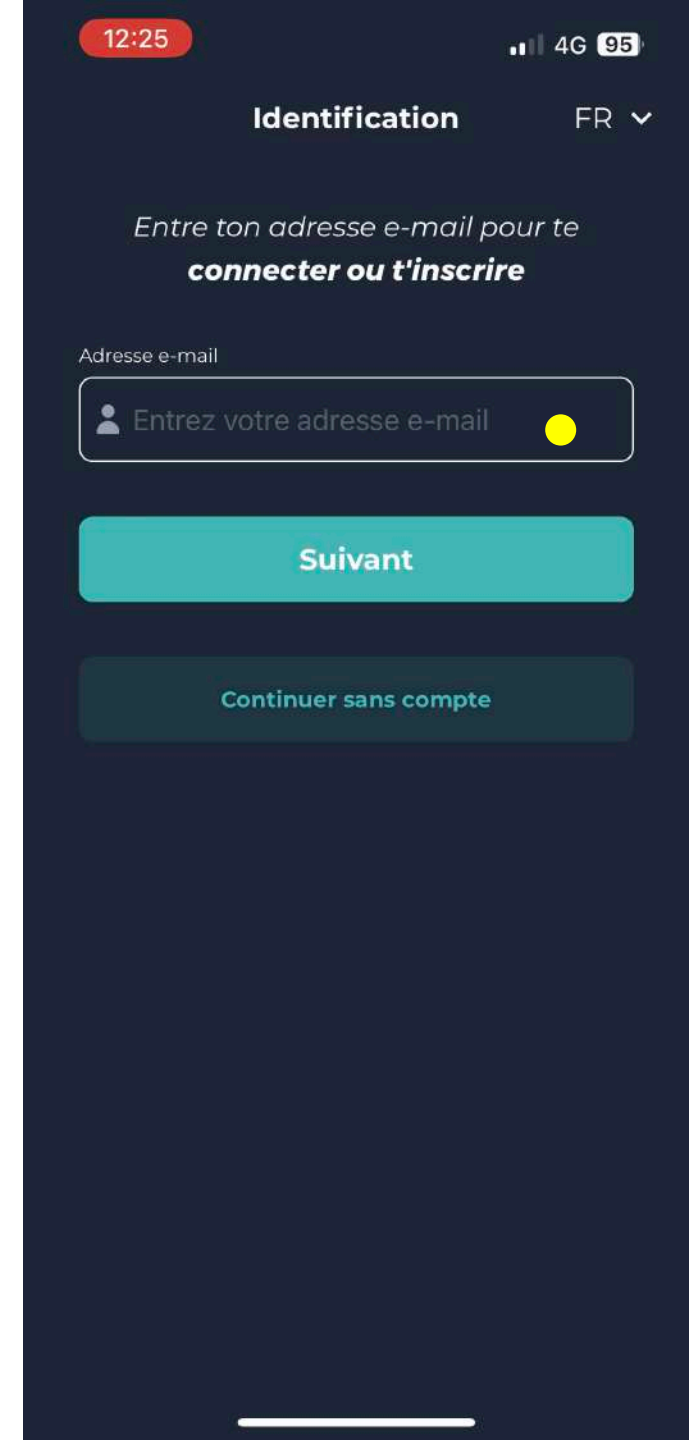 12:25
4G 95
Identification
FR
Entre ton adresse e-mail pour te
connecter ou t'inscrire
Adresse e-mail
Entrez votre adresse e-mail
Suivant
Continuer sans compte